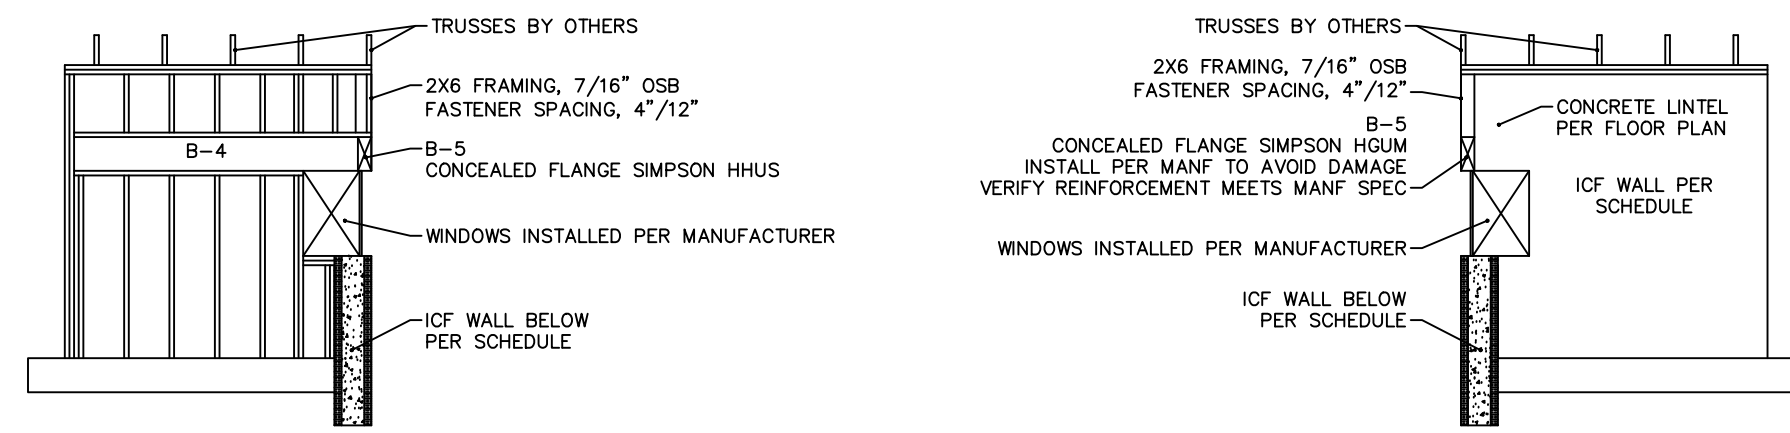 TRUSSES BY OTHERS
2X6 FRAMING, 7/16" OSB
FASTENER SPACING, 4"/12"
B-4
B-5
CONCEALED FLANGE SIMPSON HHUS
WINDOWS INSTALLED PER MANUFACTURER
ICF WALL BELOW
PER SCHEDULE
TRUSSES BY OTHERS
2X6 FRAMING, 7/16" OSB
FASTENER SPACING, 4"/12"
B-5
CONCEALED FLANGE SIMPSON HGUM
INSTALL PER MANF TO AVOID DAMAGE
VERIFY REINFORCEMENT MEETS MANF SPEC
WINDOWS INSTALLED PER MANUFACTURER
ICF WALL BELOW
PER SCHEDULE
CONCRETE LINTEL
PER FLOOR PLAN
ICF WALL PER
SCHEDULE